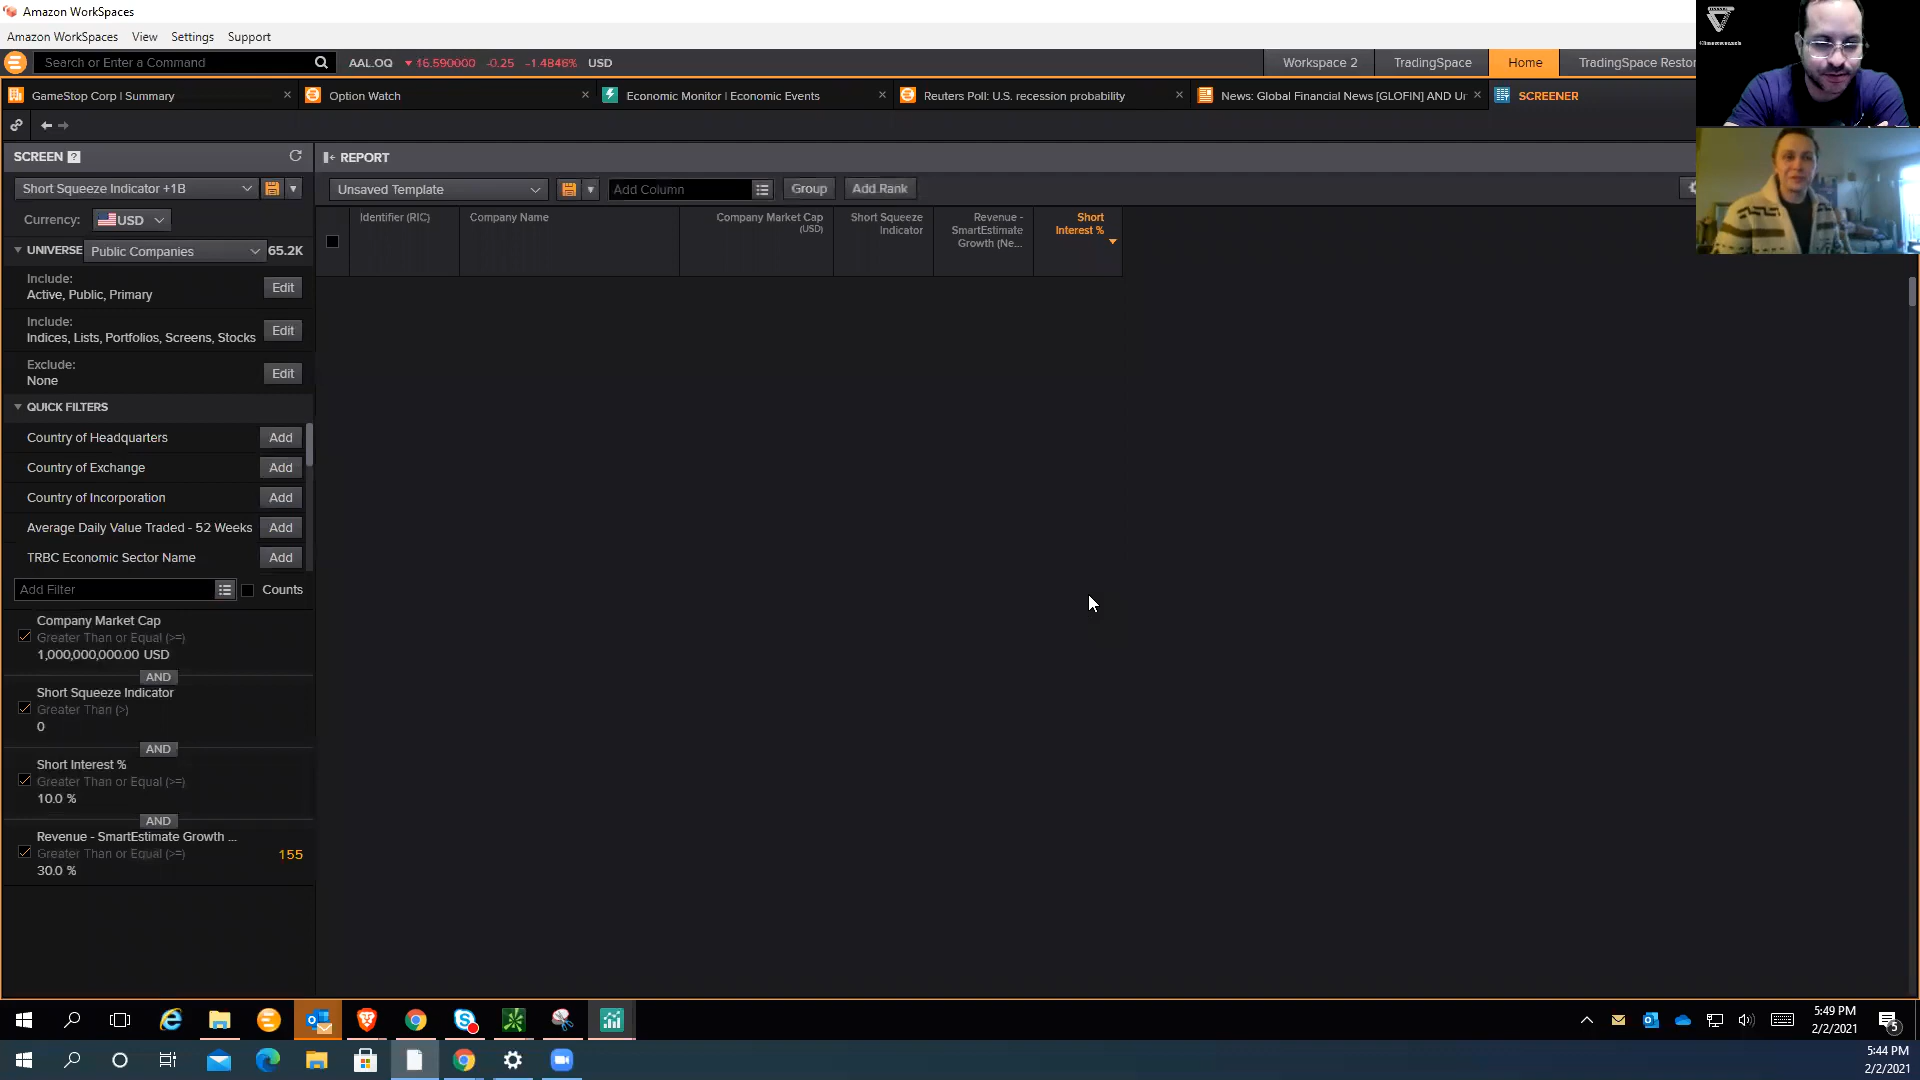 Amazon WorkSpaces
Amazon WorkSpaces View Settings Support
Search or Enter a Command AAL.OQ 16.590000 -0.25 -1.4846% USD Workspace 2 TradingSpace Home TradingSpace Restor
GameStop Corp | Summary Option Watch Economic Monitor | Economic Events Reuters Poll: U.S. recession probability News: Global Financial News [GLOFIN] AND Ur SCREENER
SCREEN ? REPORT
Short Squeeze Indicator +1B Unsaved Template Add Column Group Add Rank
Currency: USD
Identifier (RIC) Company Name Company Market Cap (USD) Short Squeeze Indicator Revenue - SmartEstimate Growth (Ne... Short Interest %
UNIVERSE Public Companies 65.2K
Include:
Active, Public, Primary Edit
Include:
Indices, Lists, Portfolios, Screens, Stocks Edit
Exclude:
None Edit
QUICK FILTERS
Country of Headquarters Add
Country of Exchange Add
Country of Incorporation Add
Average Daily Value Traded - 52 Weeks Add
TRBC Economic Sector Name Add
Add Filter Counts
Company Market Cap
Greater Than or Equal (>=)
1,000,000,000.00 USD
AND
Short Squeeze Indicator
Greater Than (>)
0
AND
Short Interest %
Greater Than or Equal (>=)
10.0 %
AND
Revenue - SmartEstimate Growth ...
Greater Than or Equal (>=) 155
30.0 %
5:49 PM
2/2/2021
5
5:44 PM
2/2/2021